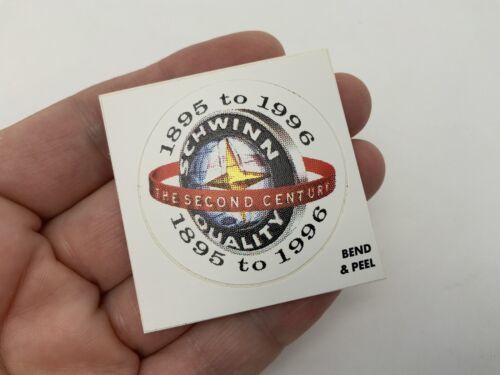 1895 to 1996
SCHWINN
THE SECOND CENTURY
QUALITY
1895 to 1996
BEND
& PEEL